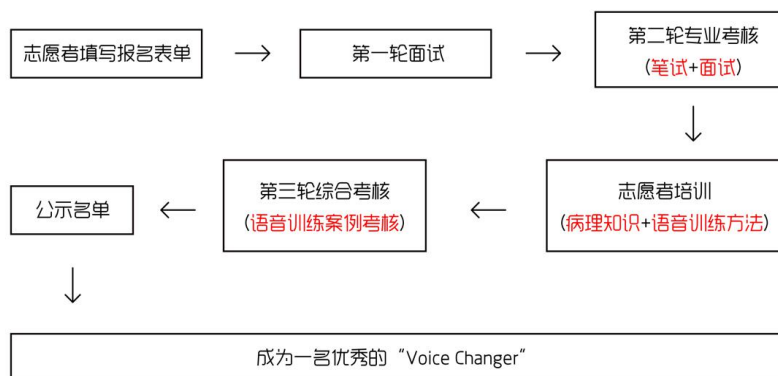 志愿者填写报名表单
第一轮面试
第二轮专业考核
(笔试+面试)
志愿者培训
(病理知识+语音训练方法)
第三轮综合考核
(语音训练案例考核)
公示名单
成为一名优秀的“Voice Changer”